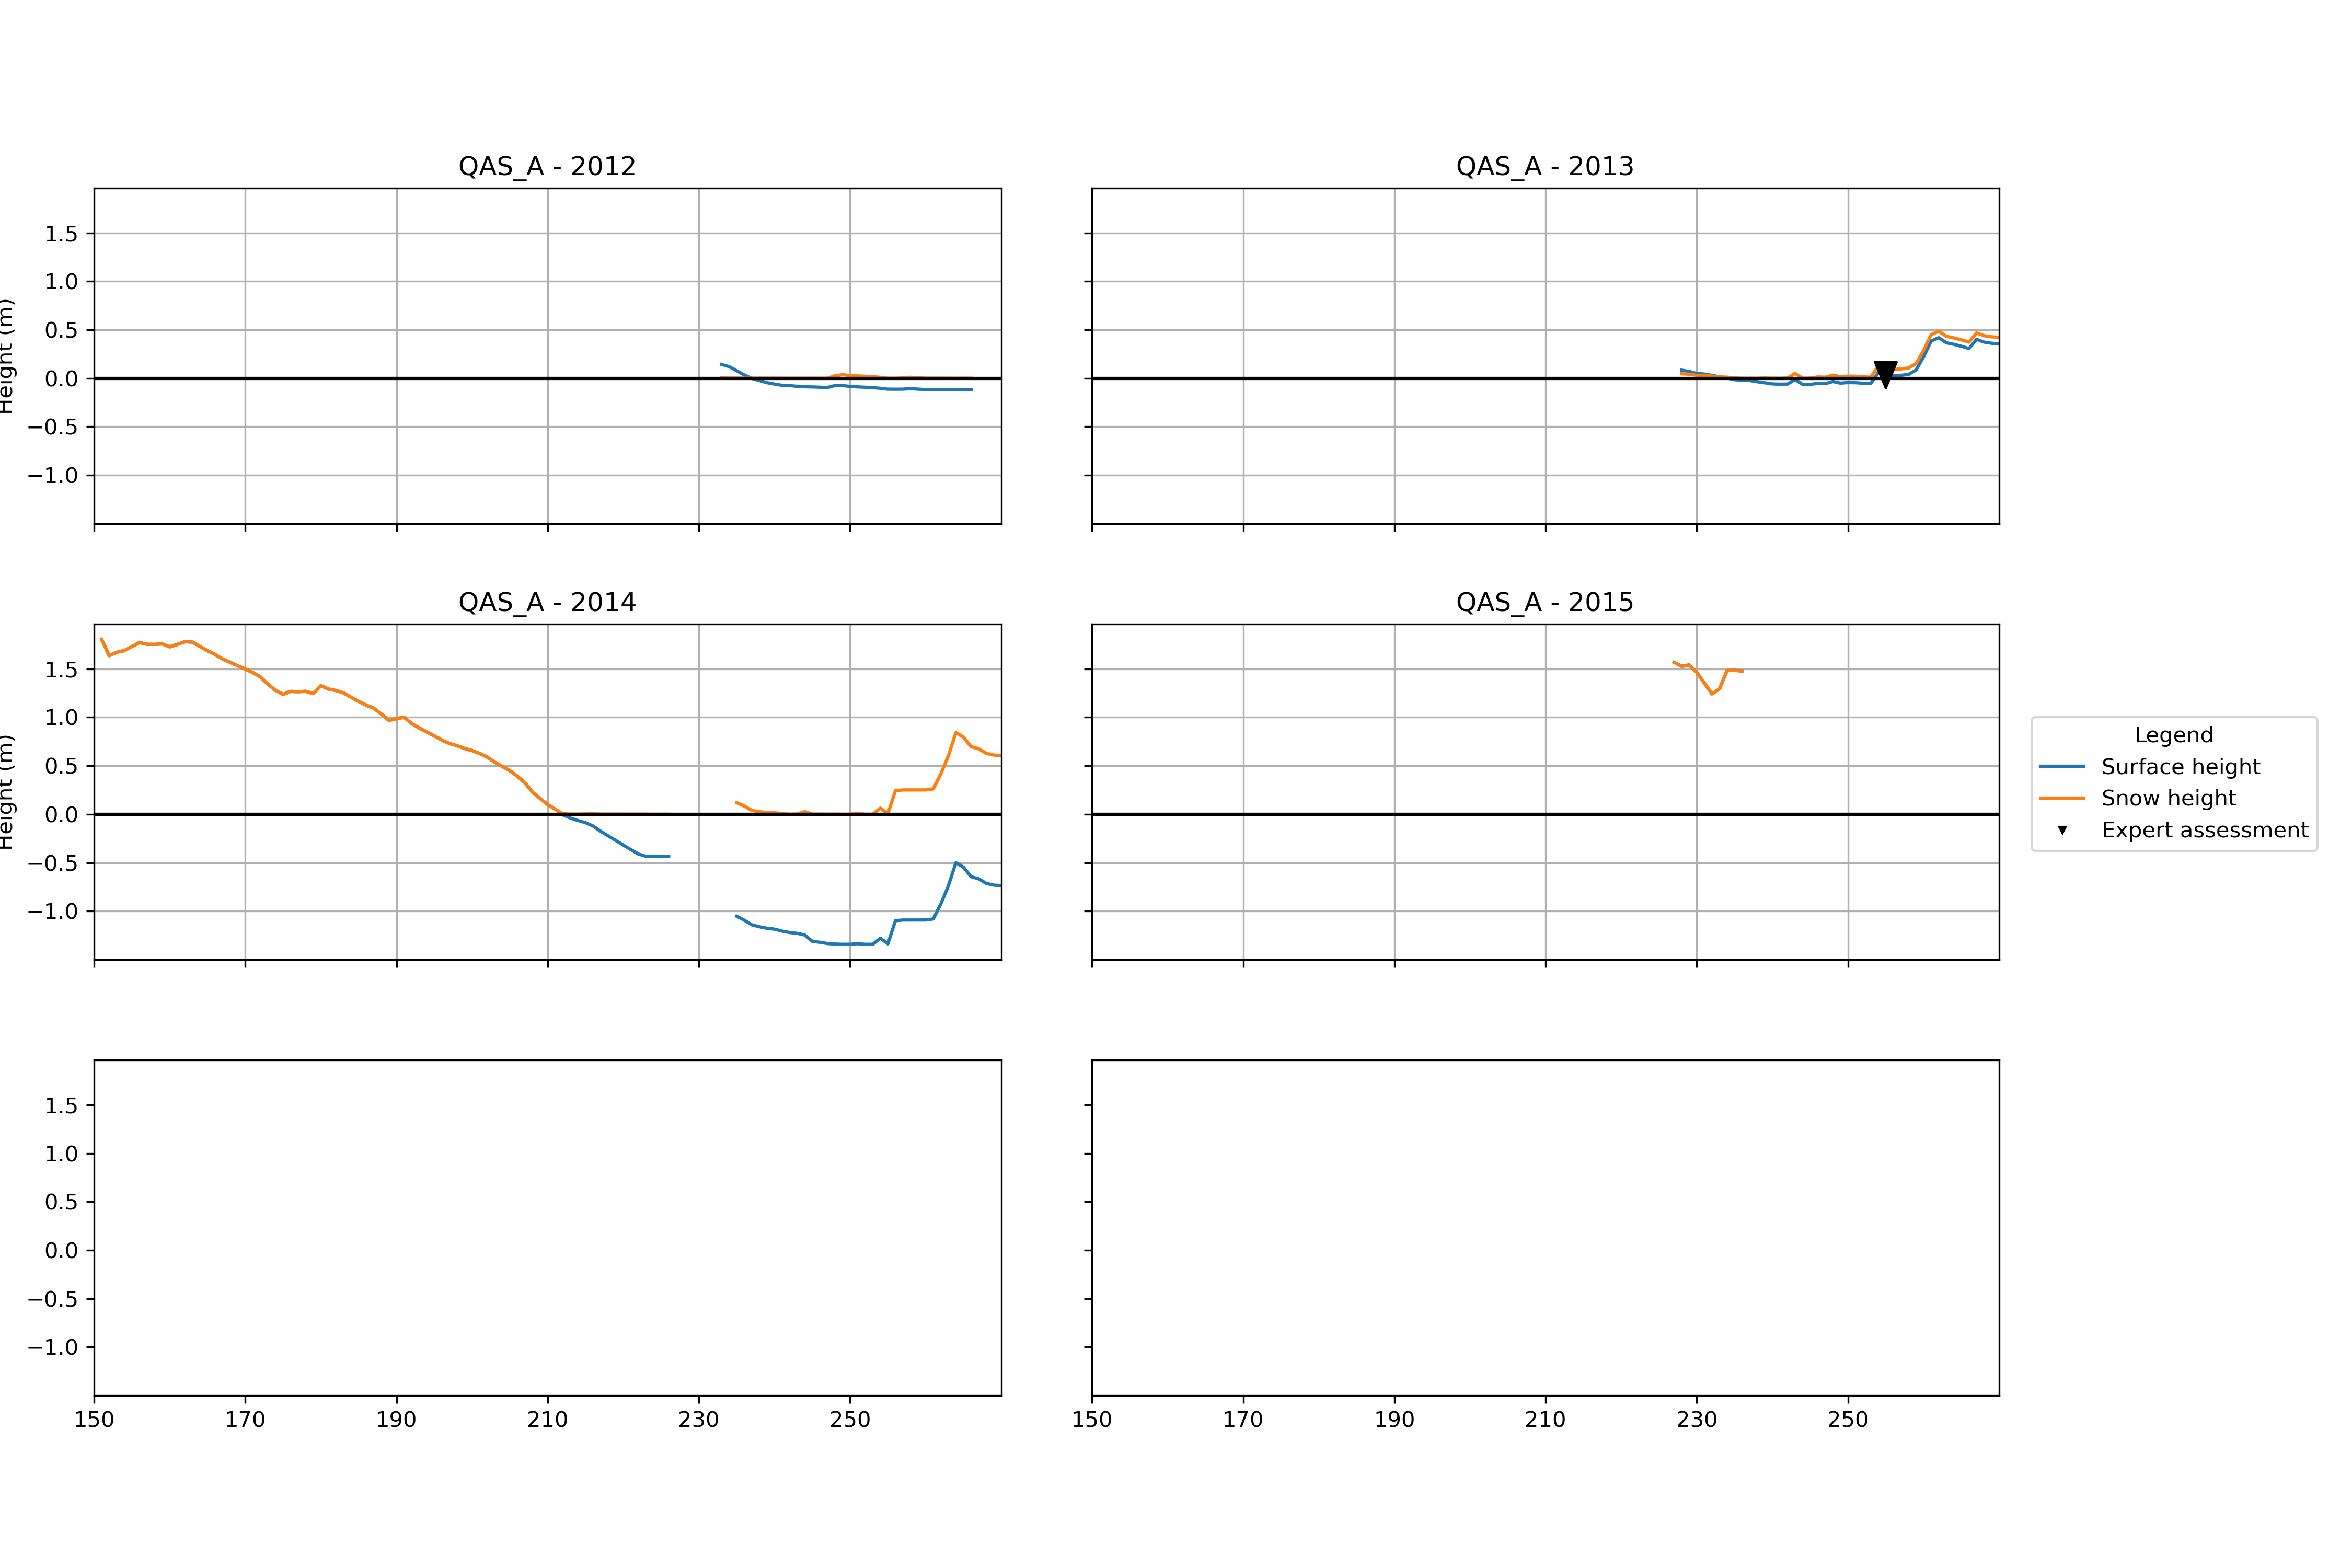 QAS_A - 2012
QAS_A - 2013
Height (m)
1.5
1.0
0.5
0.0
−0.5
−1.0
QAS_A - 2014
QAS_A - 2015
Height (m)
1.5
1.0
0.5
0.0
−0.5
−1.0
Legend
Surface height
Snow height
Expert assessment
1.5
1.0
0.5
0.0
−0.5
−1.0
150 170 190 210 230 250
150 170 190 210 230 250